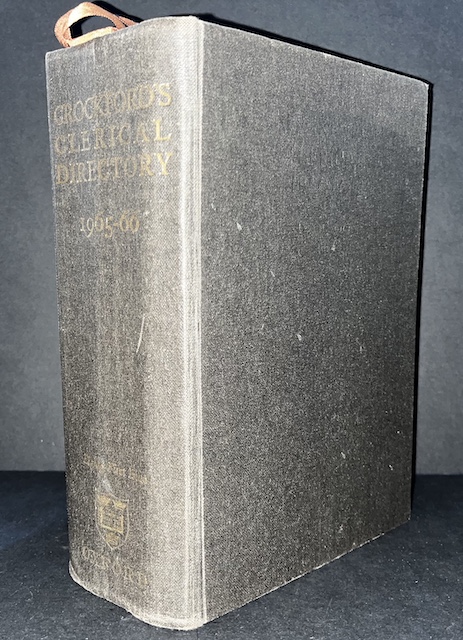 CROCKFORD'S
CLERICAL
DIRECTORY
1965-66
OXFORD